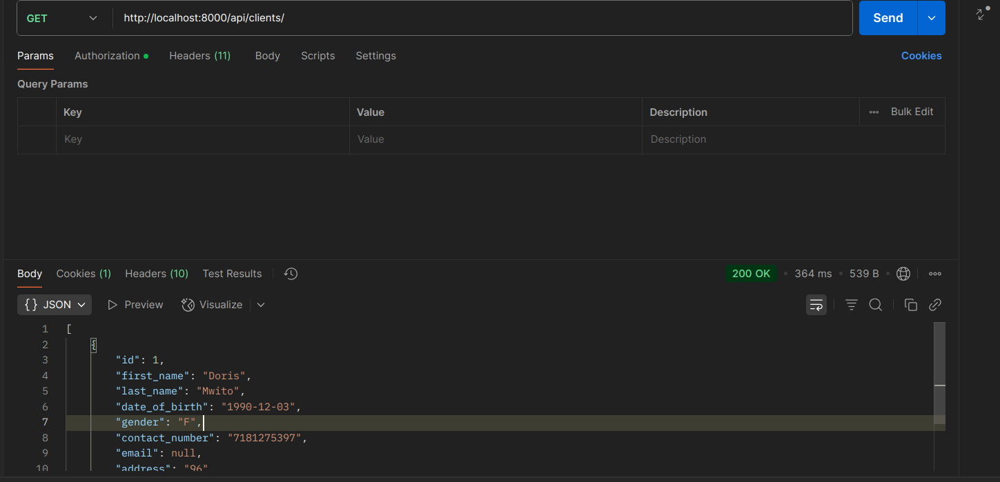 GET http://localhost:8000/api/clients/ Send
Params Authorization Headers (11) Body Scripts Settings Cookies
Query Params
Key Value Description Bulk Edit
Key Value Description
Body Cookies (1) Headers (10) Test Results 200 OK 364 ms 539 B
{} JSON Preview Visualize
1 [
2 {
3 "id": 1,
4 "first_name": "Doris",
5 "last_name": "Mwito",
6 "date_of_birth": "1990-12-03",
7 "gender": "F",
8 "contact_number": "7181275397",
9 "email": null,
10 "address": "96"